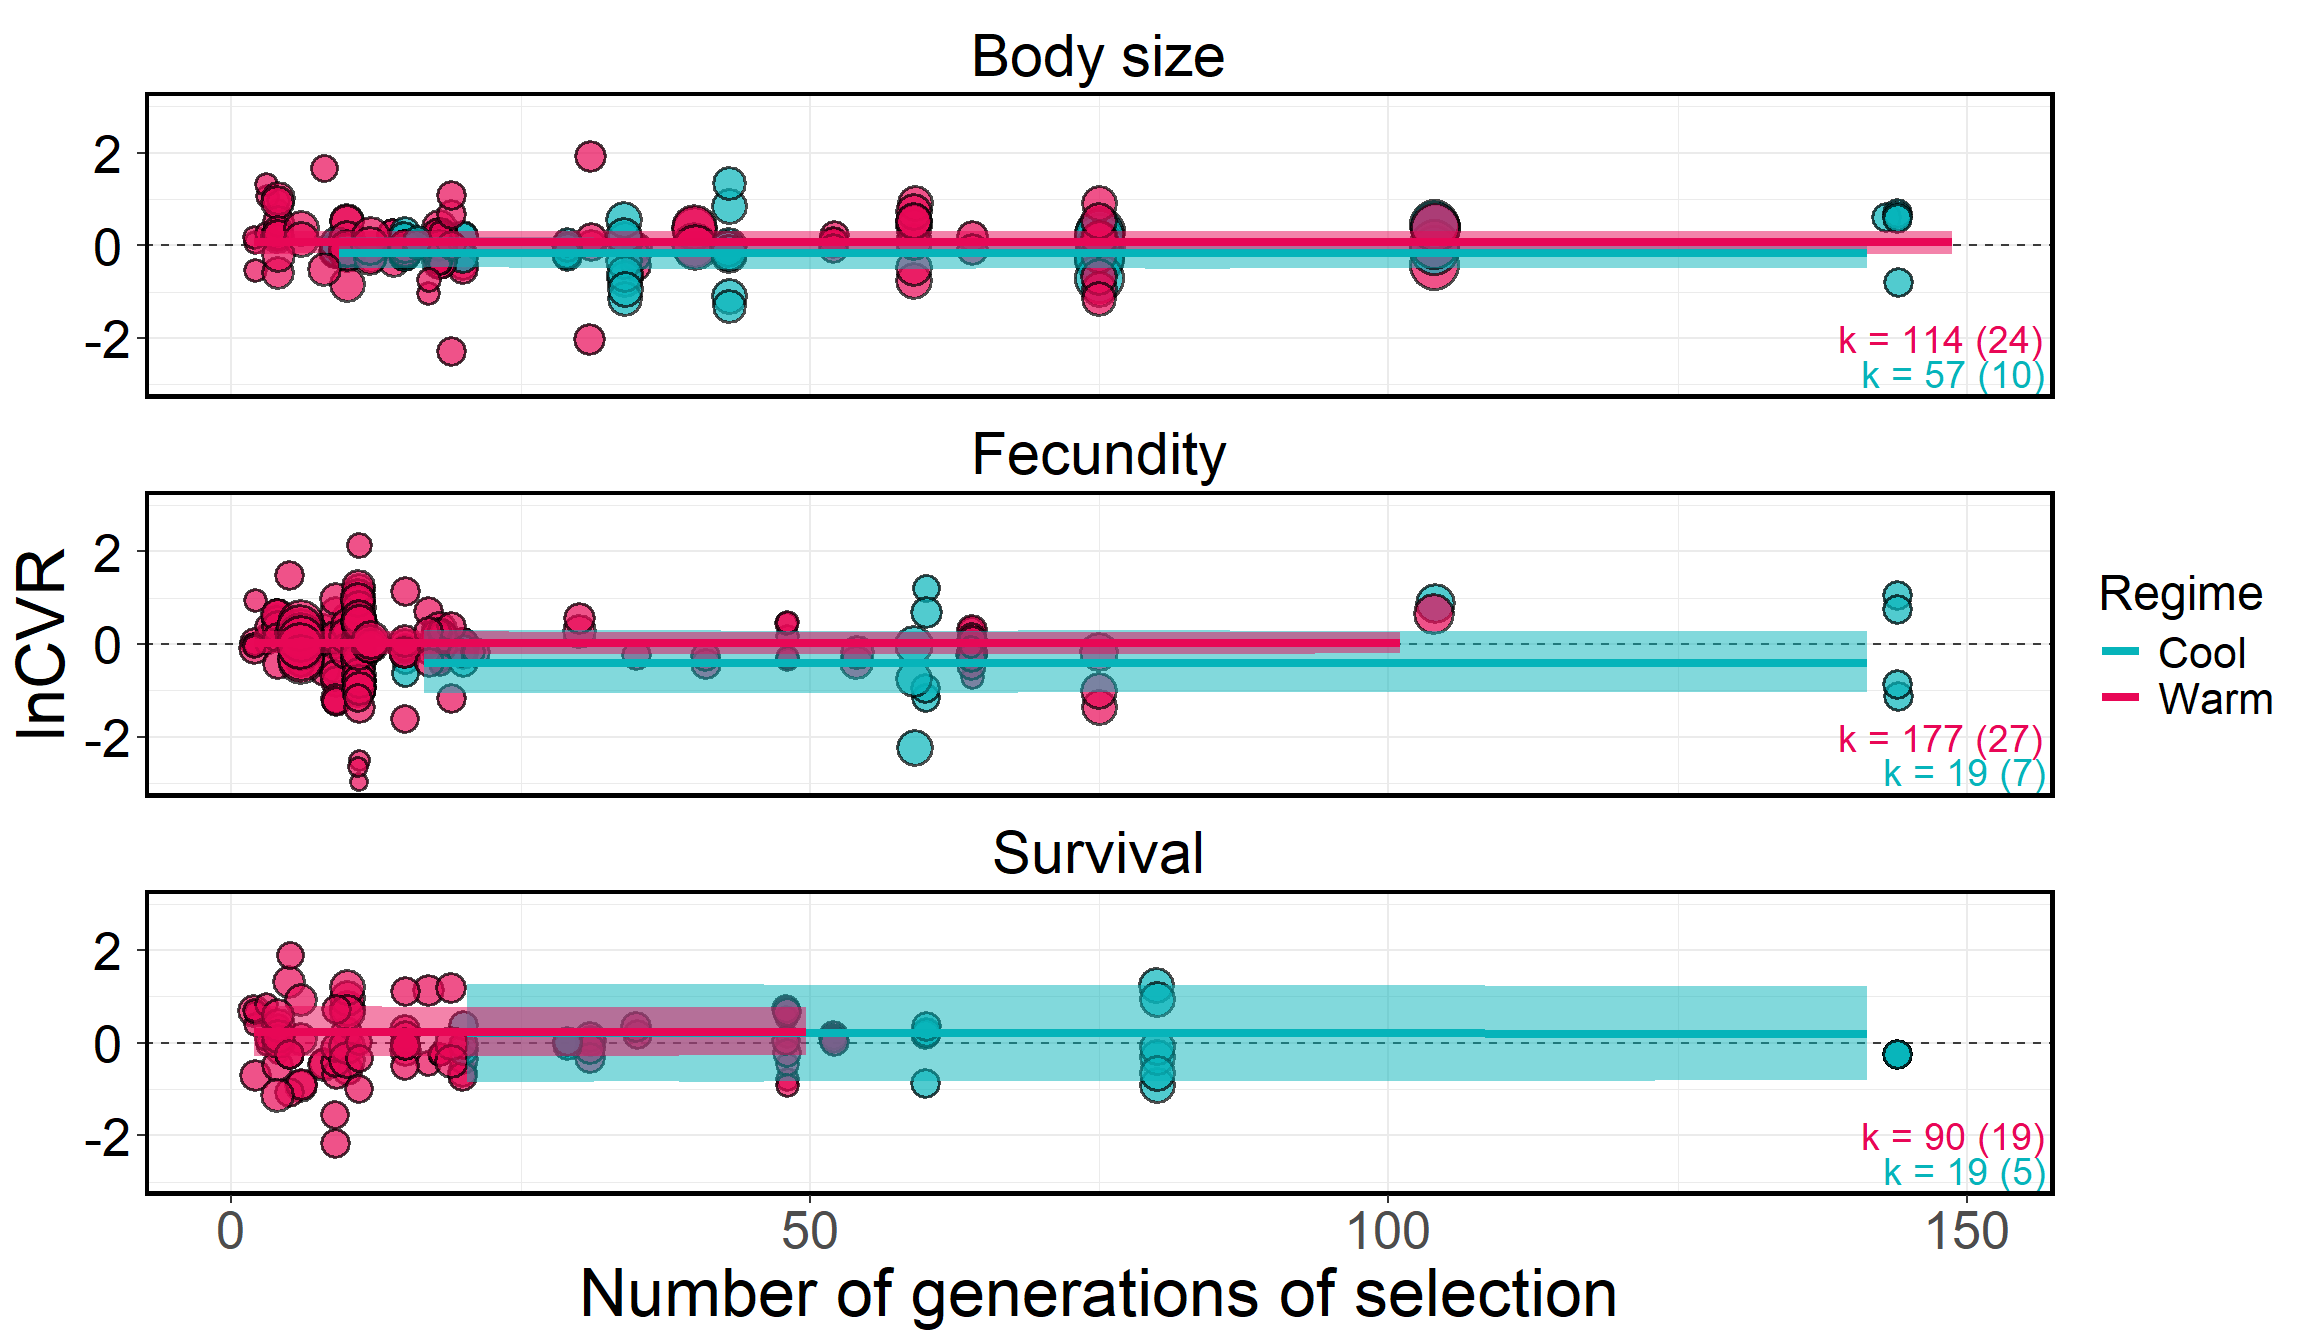 Body size
2
0
-2
k = 114 (24)
k = 57 (10)
Fecundity
2
0
-2
k = 177 (27)
k = 19 (7)
Survival
2
0
-2
k = 90 (19)
k = 19 (5)
0 50 100 150
Number of generations of selection
lnCVR
Regime
Cool
Warm